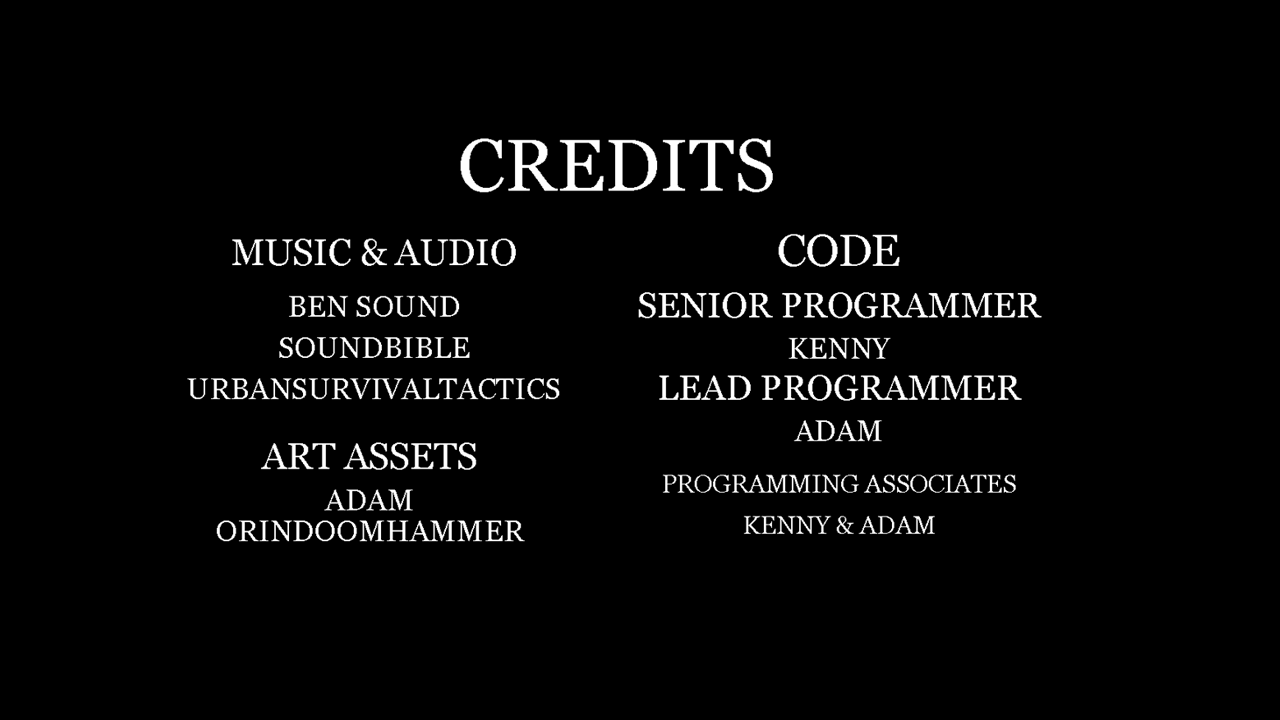 CREDITS
MUSIC & AUDIO
BEN SOUND
SOUNDBIBLE
URBANSURVIVALTACTICS
ART ASSETS
ADAM
ORINDOOMHAMMER
CODE
SENIOR PROGRAMMER
KENNY
LEAD PROGRAMMER
ADAM
PROGRAMMING ASSOCIATES
KENNY & ADAM